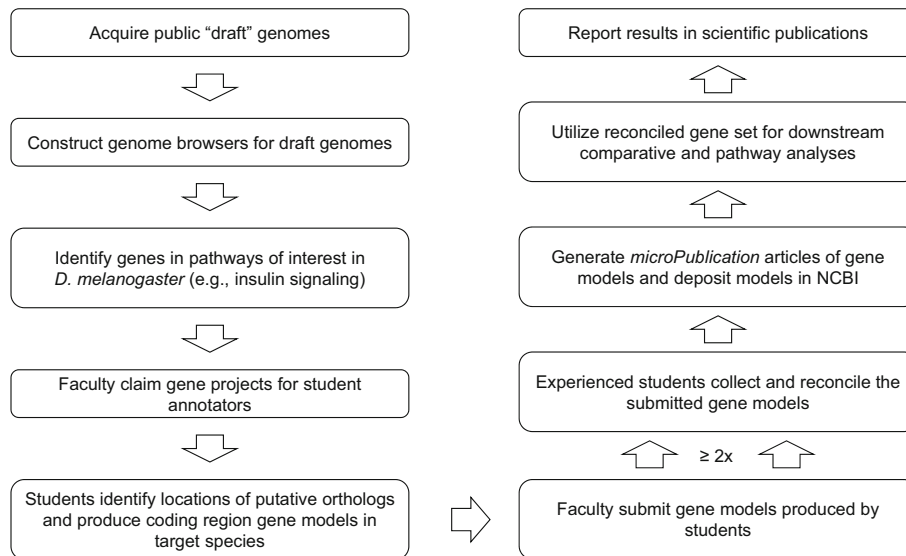 Acquire public “draft” genomes
Construct genome browsers for draft genomes
Identify genes in pathways of interest in
D. melanogaster (e.g., insulin signaling)
Faculty claim gene projects for student
annotators
Students identify locations of putative orthologs
and produce coding region gene models in
target species
Faculty submit gene models produced by
students
≥ 2x
Experienced students collect and reconcile the
submitted gene models
Generate microPublication articles of gene
models and deposit models in NCBI
Utilize reconciled gene set for downstream
comparative and pathway analyses
Report results in scientific publications